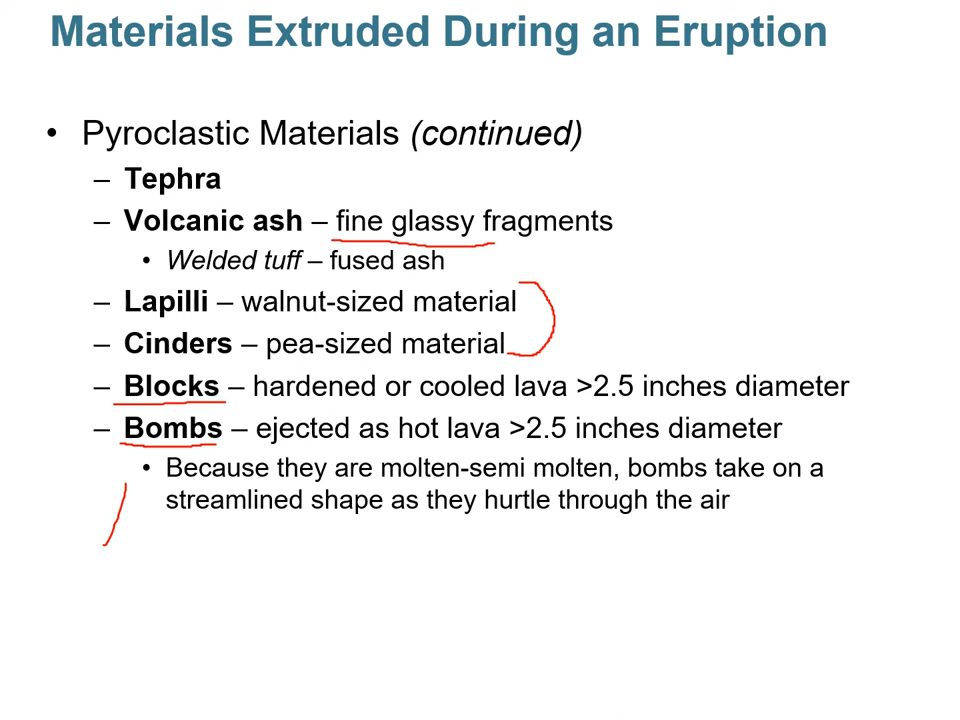 Materials Extruded During an Eruption
• Pyroclastic Materials (continued)
– Tephra
– Volcanic ash – fine glassy fragments
• Welded tuff – fused ash
– Lapilli – walnut-sized material
– Cinders – pea-sized material
– Blocks – hardened or cooled lava >2.5 inches diameter
– Bombs – ejected as hot lava >2.5 inches diameter
• Because they are molten-semi molten, bombs take on a
streamlined shape as they hurtle through the air